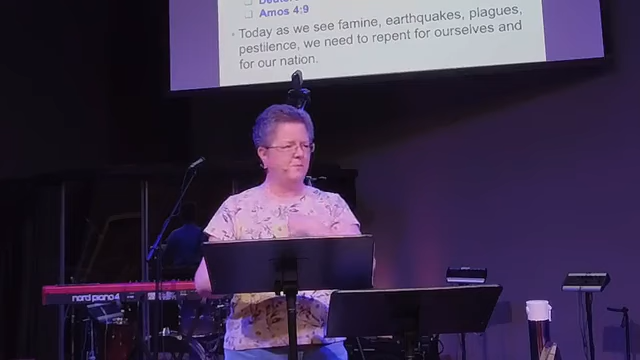 Amos 4:9
Today as we see famine, earthquakes, plagues,
pestilence, we need to repent for ourselves and
for our nation.
nord piano 4